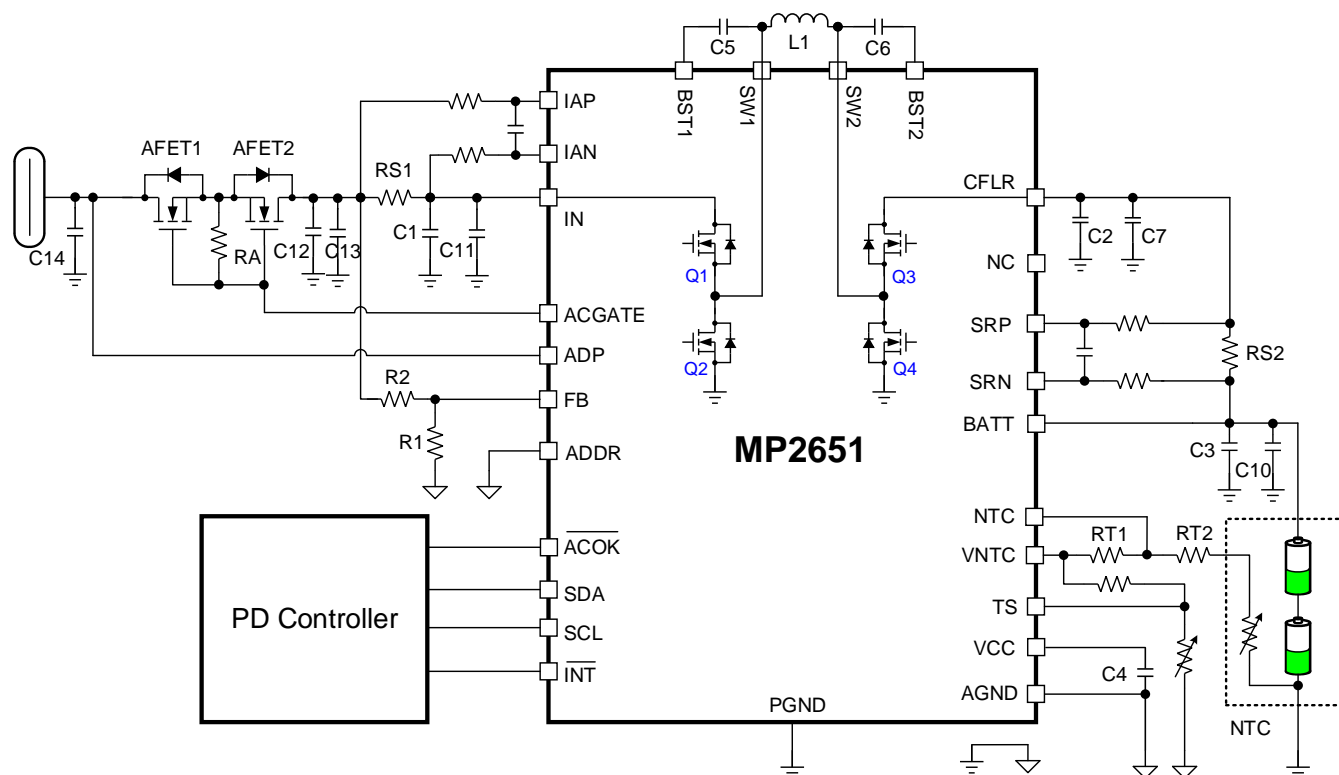 C5
L1
C6
BST1
SW1
SW2
BST2
IAP
IAN
IN
AFET1
AFET2
RS1
C14
RA
C12
C13
C1
C11
ACGATE
ADP
R2
FB
R1
ADDR
Q1
Q2
Q3
Q4
MP2651
CFLR
C2
C7
NC
SRP
RS2
SRN
BATT
C3
C10
PD Controller
ACOK
SDA
SCL
INT
NTC
RT1
RT2
VNTC
TS
VCC
C4
AGND
PGND
NTC